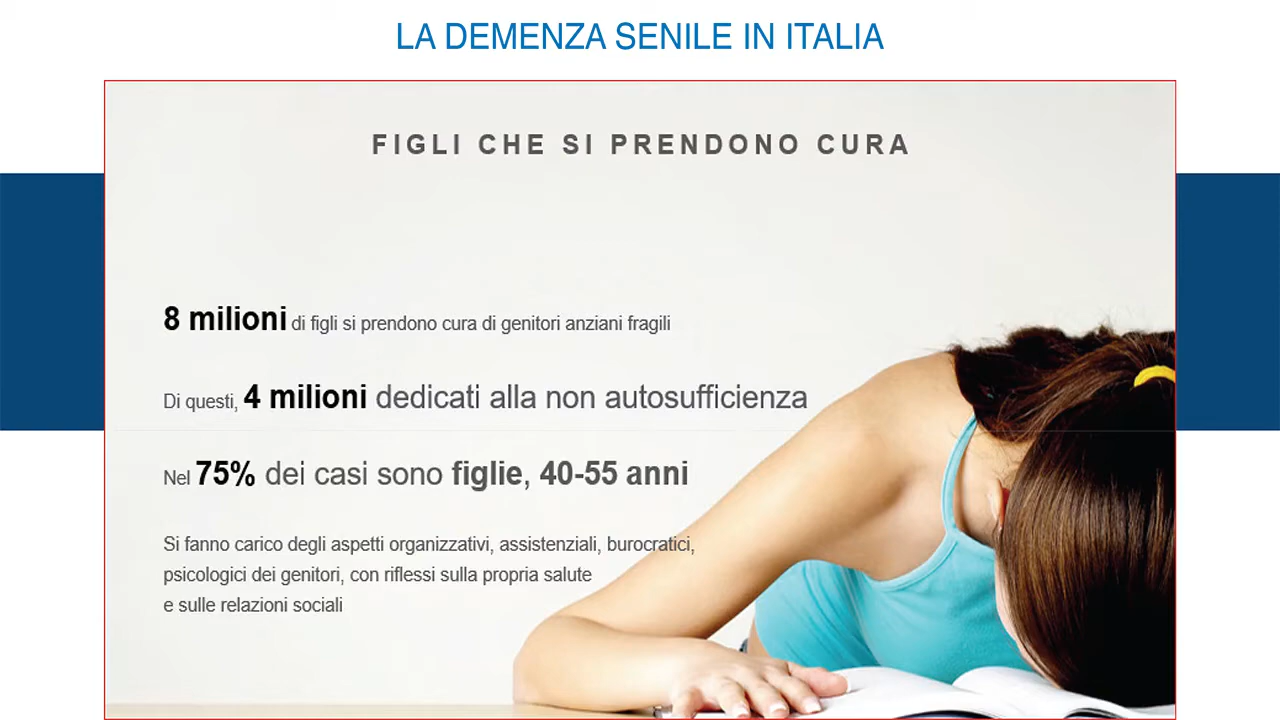 LA DEMENZA SENILE IN ITALIA
FIGLI CHE SI PRENDONO CURA
8 milioni di figli si prendono cura di genitori anziani fragili
Di questi, 4 milioni dedicati alla non autosufficienza
Nel 75% dei casi sono figlie, 40-55 anni
Si fanno carico degli aspetti organizzativi, assistenziali, burocratici,
psicologici dei genitori, con riflessi sulla propria salute
e sulle relazioni sociali